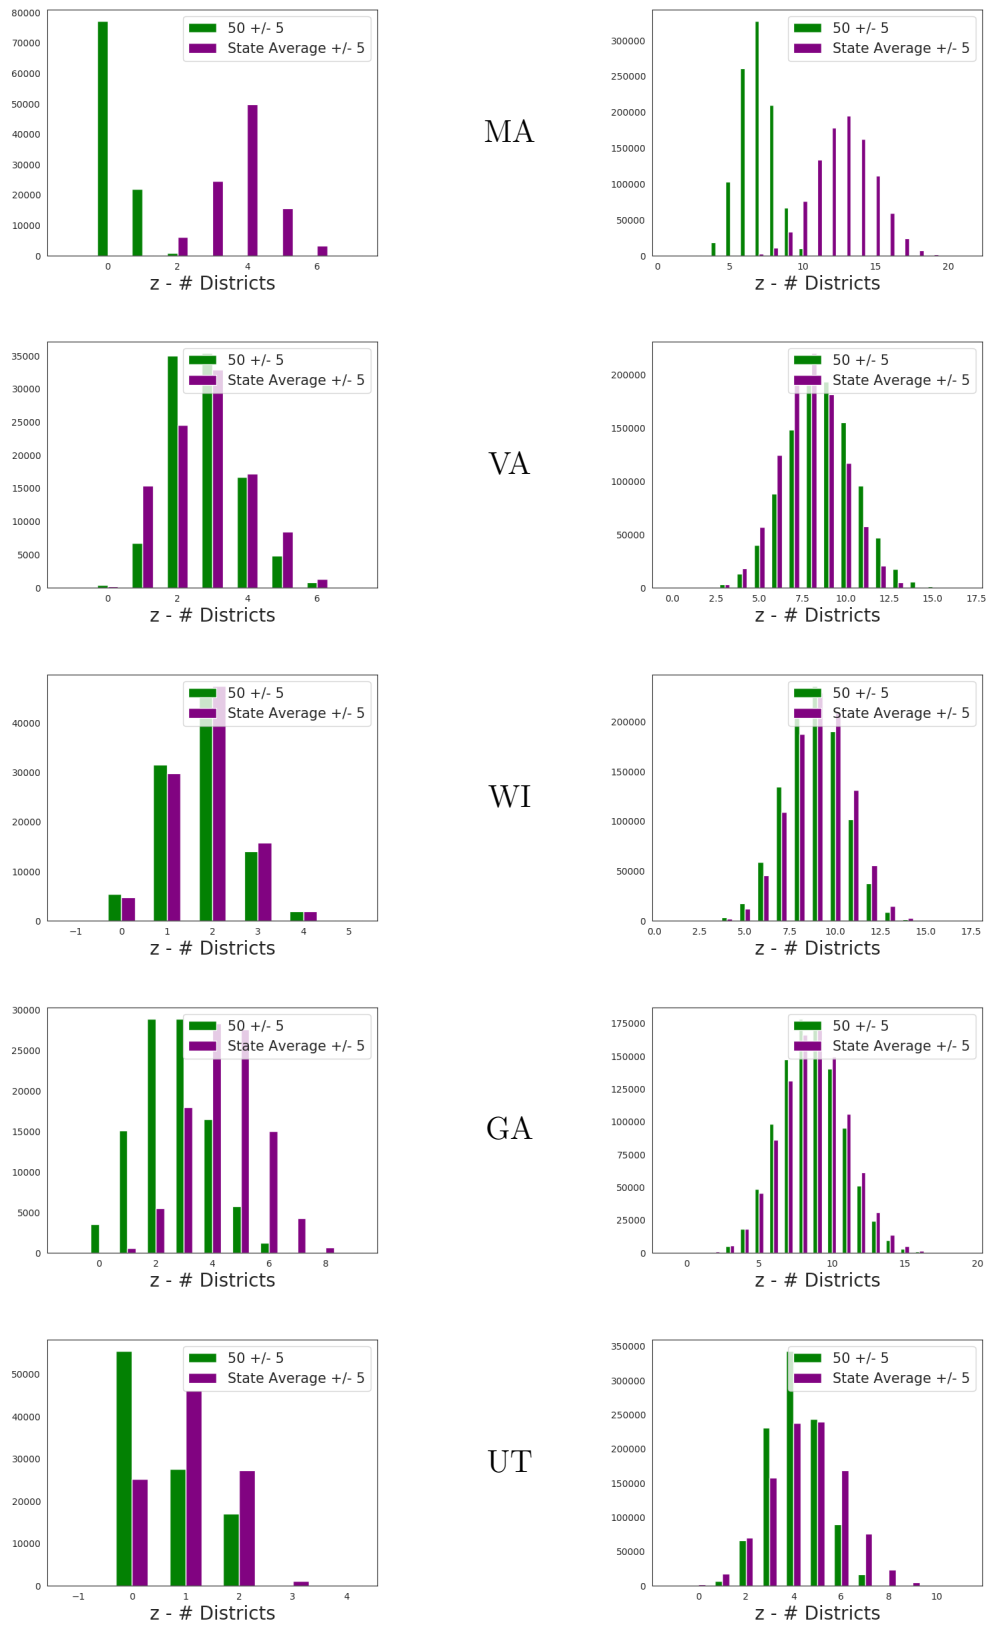 80000
70000
60000
50000
40000
30000
20000
10000
0
0 2 4 6
z - # Districts
50 +/- 5
State Average +/- 5
MA
300000
250000
200000
150000
100000
50000
0
0 5 10 15 20
z - # Districts
50 +/- 5
State Average +/- 5
35000
30000
25000
20000
15000
10000
5000
0
0 2 4 6
z - # Districts
50 +/- 5
State Average +/- 5
VA
200000
150000
100000
50000
0
0.0 2.5 5.0 7.5 10.0 12.5 15.0 17.5
z - # Districts
50 +/- 5
State Average +/- 5
40000
30000
20000
10000
0
−1 0 1 2 3 4 5
z - # Districts
50 +/- 5
State Average +/- 5
WI
200000
150000
100000
50000
0
0.0 2.5 5.0 7.5 10.0 12.5 15.0 17.5
z - # Districts
50 +/- 5
State Average +/- 5
30000
25000
20000
15000
10000
5000
0
0 2 4 6 8
z - # Districts
50 +/- 5
State Average +/- 5
GA
175000
150000
125000
100000
75000
50000
25000
0
0 5 10 15 20
z - # Districts
50 +/- 5
State Average +/- 5
50000
40000
30000
20000
10000
0
−1 0 1 2 3 4
z - # Districts
50 +/- 5
State Average +/- 5
UT
350000
300000
250000
200000
150000
100000
50000
0
0 2 4 6 8 10
z - # Districts
50 +/- 5
State Average +/- 5